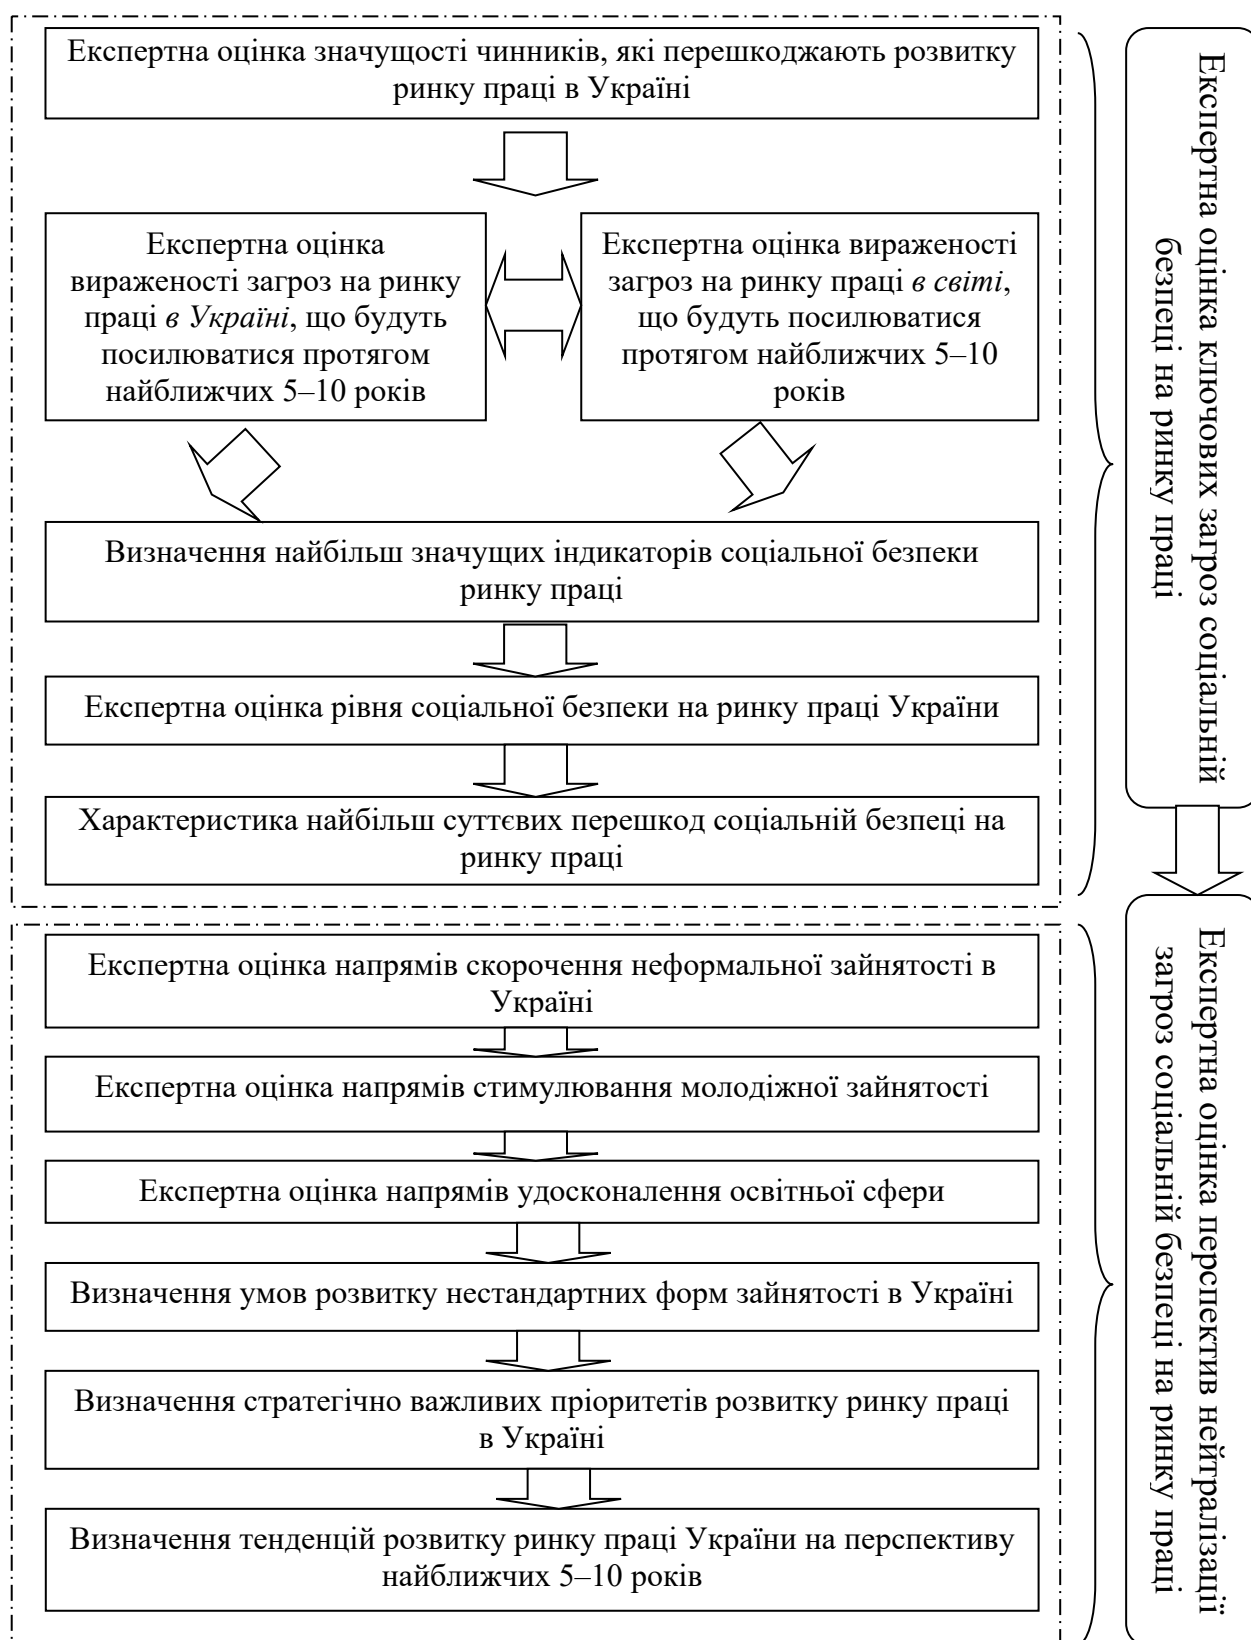 Експертна оцінка значущості чинників, які перешкоджають розвитку
ринку праці в Україні
Експертна оцінка
вираженості загроз на ринку
праці в Україні, що будуть
посилюватися протягом
найближчих 5–10 років
Експертна оцінка вираженості
загроз на ринку праці в світі,
що будуть посилюватися
протягом найближчих 5–10
років
Визначення найбільш значущих індикаторів соціальної безпеки
ринку праці
Експертна оцінка рівня соціальної безпеки на ринку праці України
Характеристика найбільш суттєвих перешкод соціальній безпеці на
ринку праці
Експертна оцінка ключових загроз соціальній
безпеці на ринку праці
Експертна оцінка напрямів скорочення неформальної зайнятості в
Україні
Експертна оцінка напрямів стимулювання молодіжної зайнятості
Експертна оцінка напрямів удосконалення освітньої сфери
Визначення умов розвитку нестандартних форм зайнятості в Україні
Визначення стратегічно важливих пріоритетів розвитку ринку праці
в Україні
Визначення тенденцій розвитку ринку праці України на перспективу
найближчих 5–10 років
Експертна оцінка перспектив нейтралізації
загроз соціальній безпеці на ринку праці